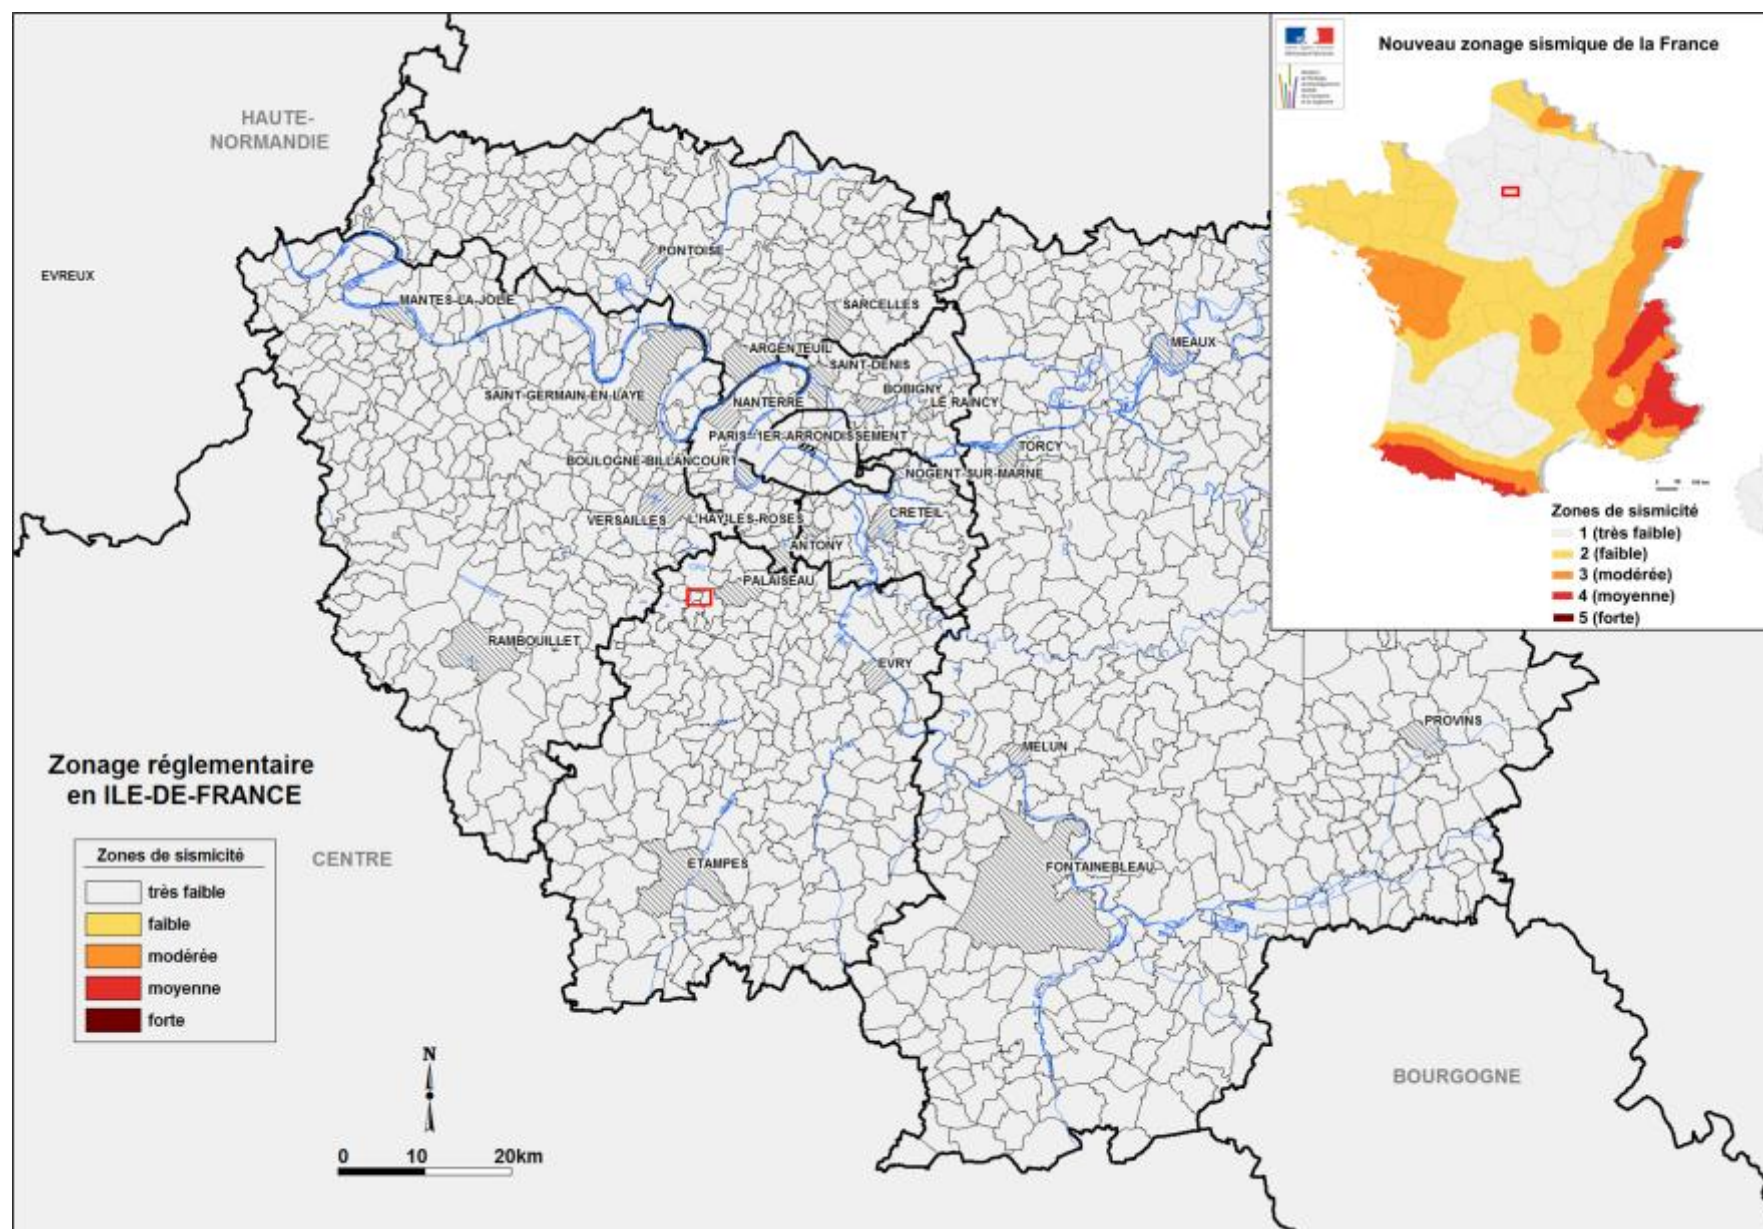 Nouveau zonage sismique de la France
Zones de sismicité
1 (très faible)
2 (faible)
3 (modérée)
4 (moyenne)
5 (forte)
HAUTE-
NORMANDIE
EVREUX
PONTOISE
MANTES-LA-JOLIE
SARCELLES
MEAUX
ARGENTEUIL
SAINT-DENIS
BOBIGNY
SAINT-GERMAIN-EN-LAYE
NANTERRE
LE RAINCY
PARIS-1ER-ARRONDISSEMENT
TORCY
BOULOGNE-BILLANCOURT
NOGENT-SUR-MARNE
VERSAILLES
L'HAY-LES-ROSES
CRETEIL
ANTONY
PALAISEAU
RAMBOUILLET
EVRY
PROVINS
MELUN
Zonage réglementaire
en ILE-DE-FRANCE
Zones de sismicité
très faible
faible
modérée
moyenne
forte
CENTRE
ETAMPES
FONTAINEBLEAU
BOURGOGNE
N
0 10 20km